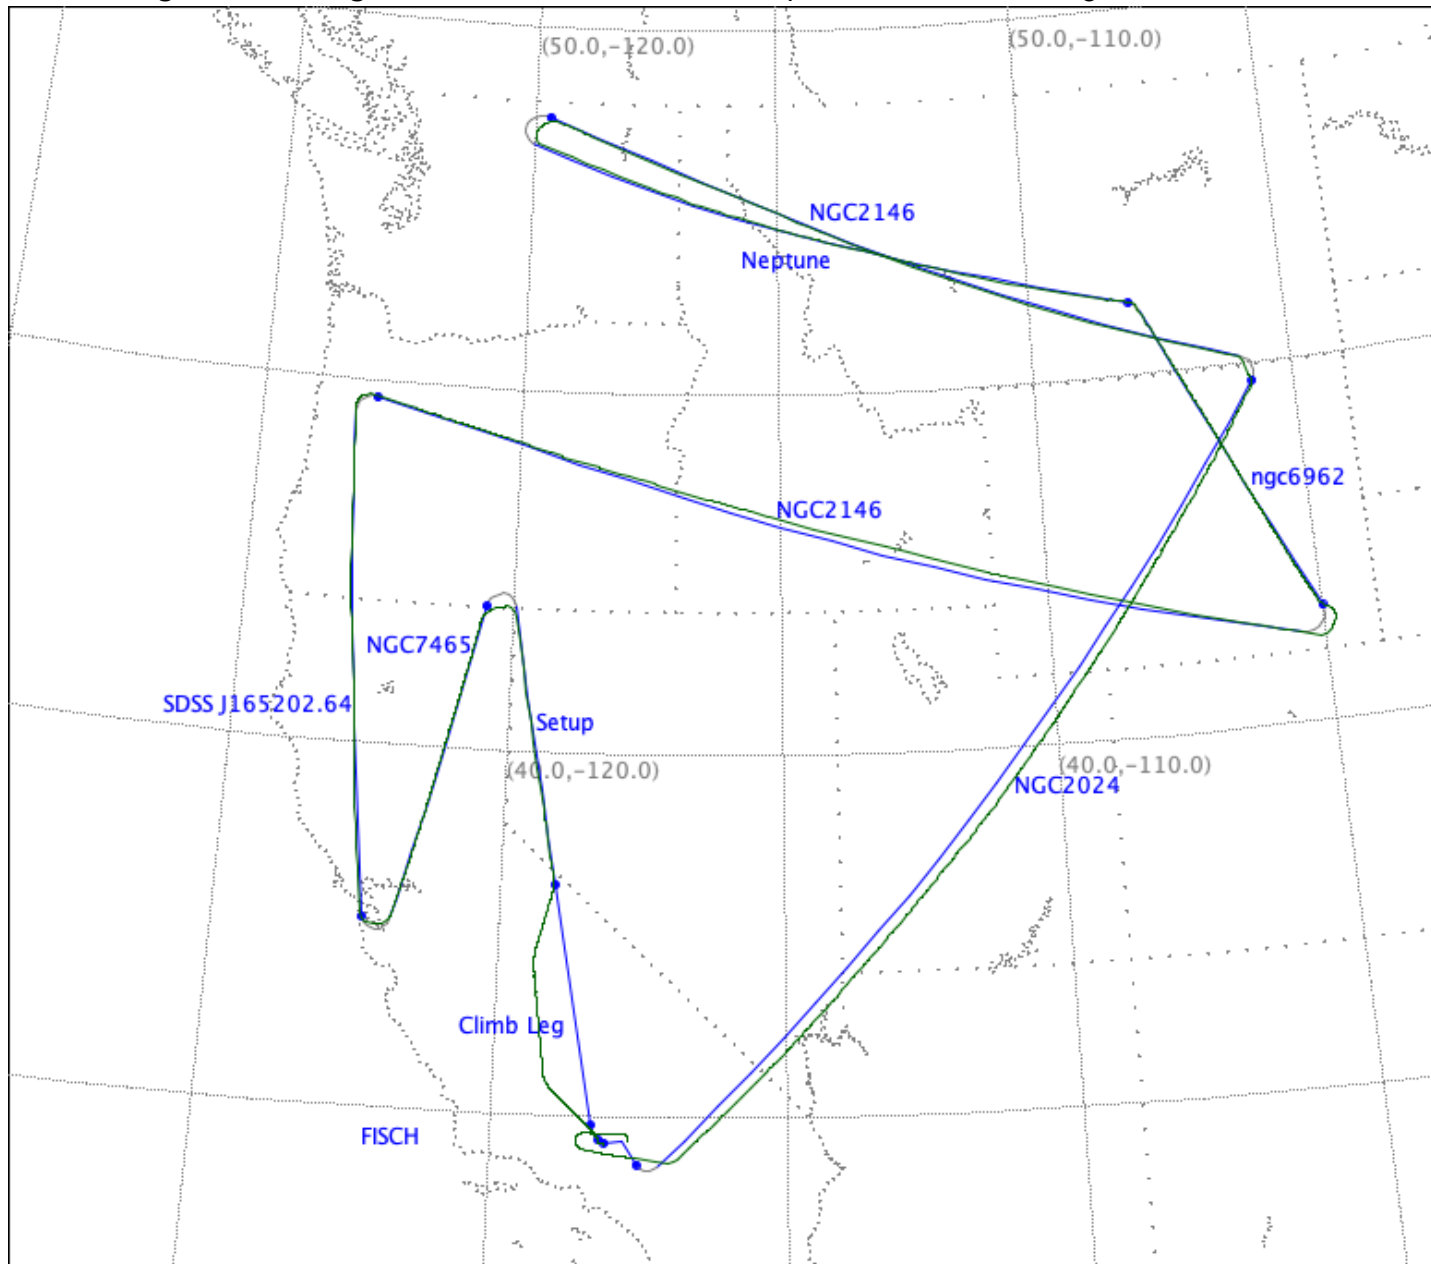 (50.0,-120.0)
(50.0,-110.0)
NGC2146
Neptune
ngc6962
NGC2146
NGC7465
SDSS J165202.64
Setup
(40.0,-120.0)
(40.0,-110.0)
NGC2024
Climb Leg
FISCH